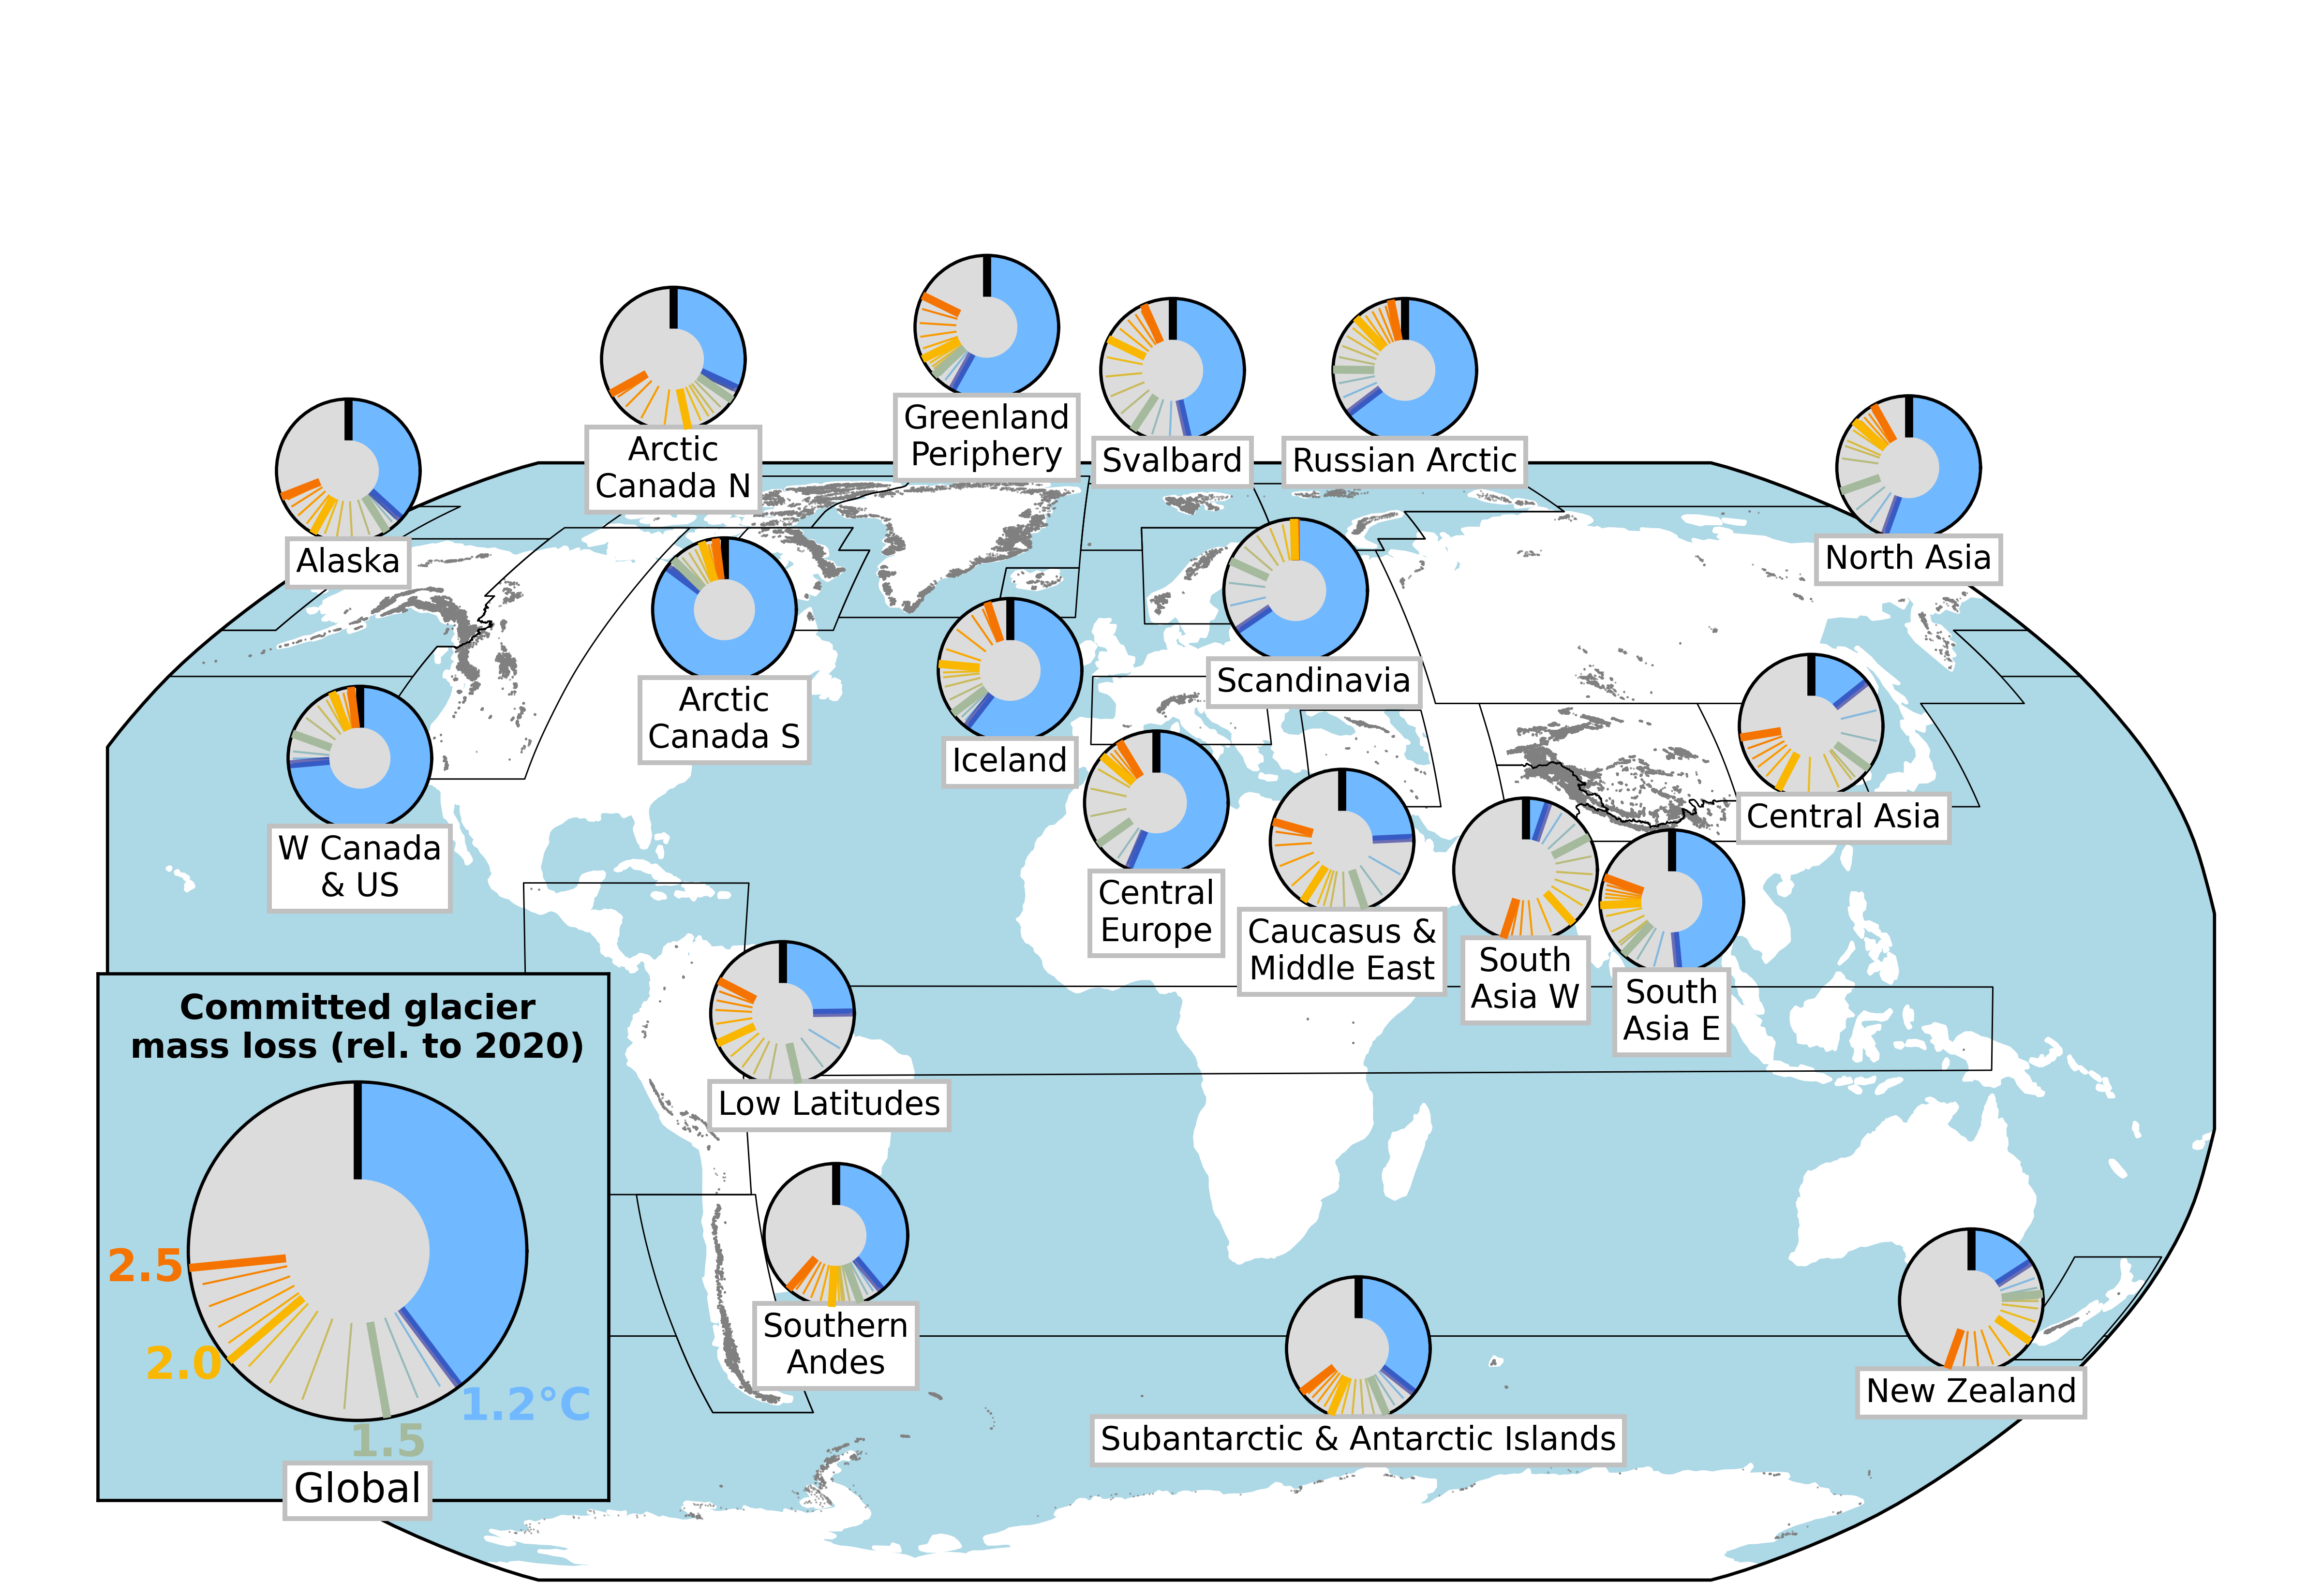 Greenland
Periphery
Arctic
Canada N
Svalbard
Russian Arctic
Alaska
North Asia
Scandinavia
Arctic
Canada S
Iceland
Central Asia
W Canada
& US
Central
Europe
Caucasus &
Middle East
South
Asia W
South
Asia E
Low Latitudes
Southern
Andes
New Zealand
Subantarctic & Antarctic Islands
Committed glacier
mass loss (rel. to 2020)
2.5
2.0
1.2°C
1.5
Global